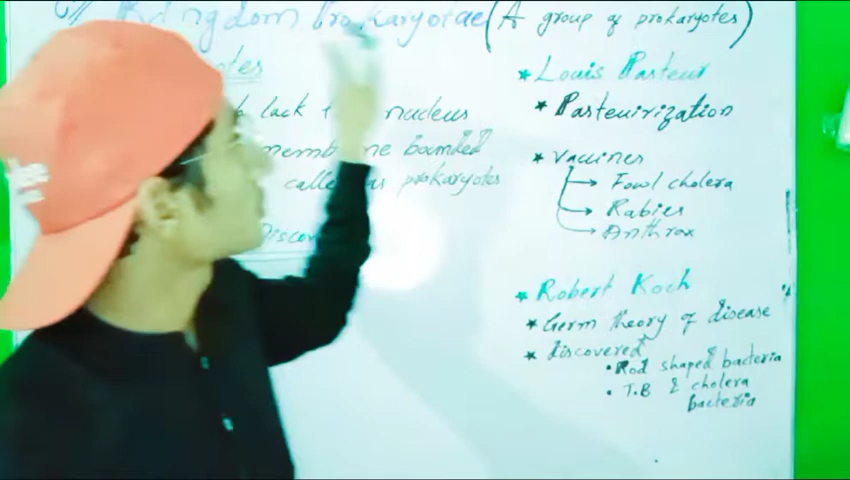 Kingdom Prokaryotae (A group of prokaryotes)
lack nucleus
membrane bounded
called as prokaryotes
* Louis Pasteur
* Pasteurization
* Vaccines
→ Fowl cholera
→ Rabies
→ Anthrax
* Robert Koch
* Germ theory of disease
* discovered
• Rod shaped bacteria
• T.B & cholera
bacteria